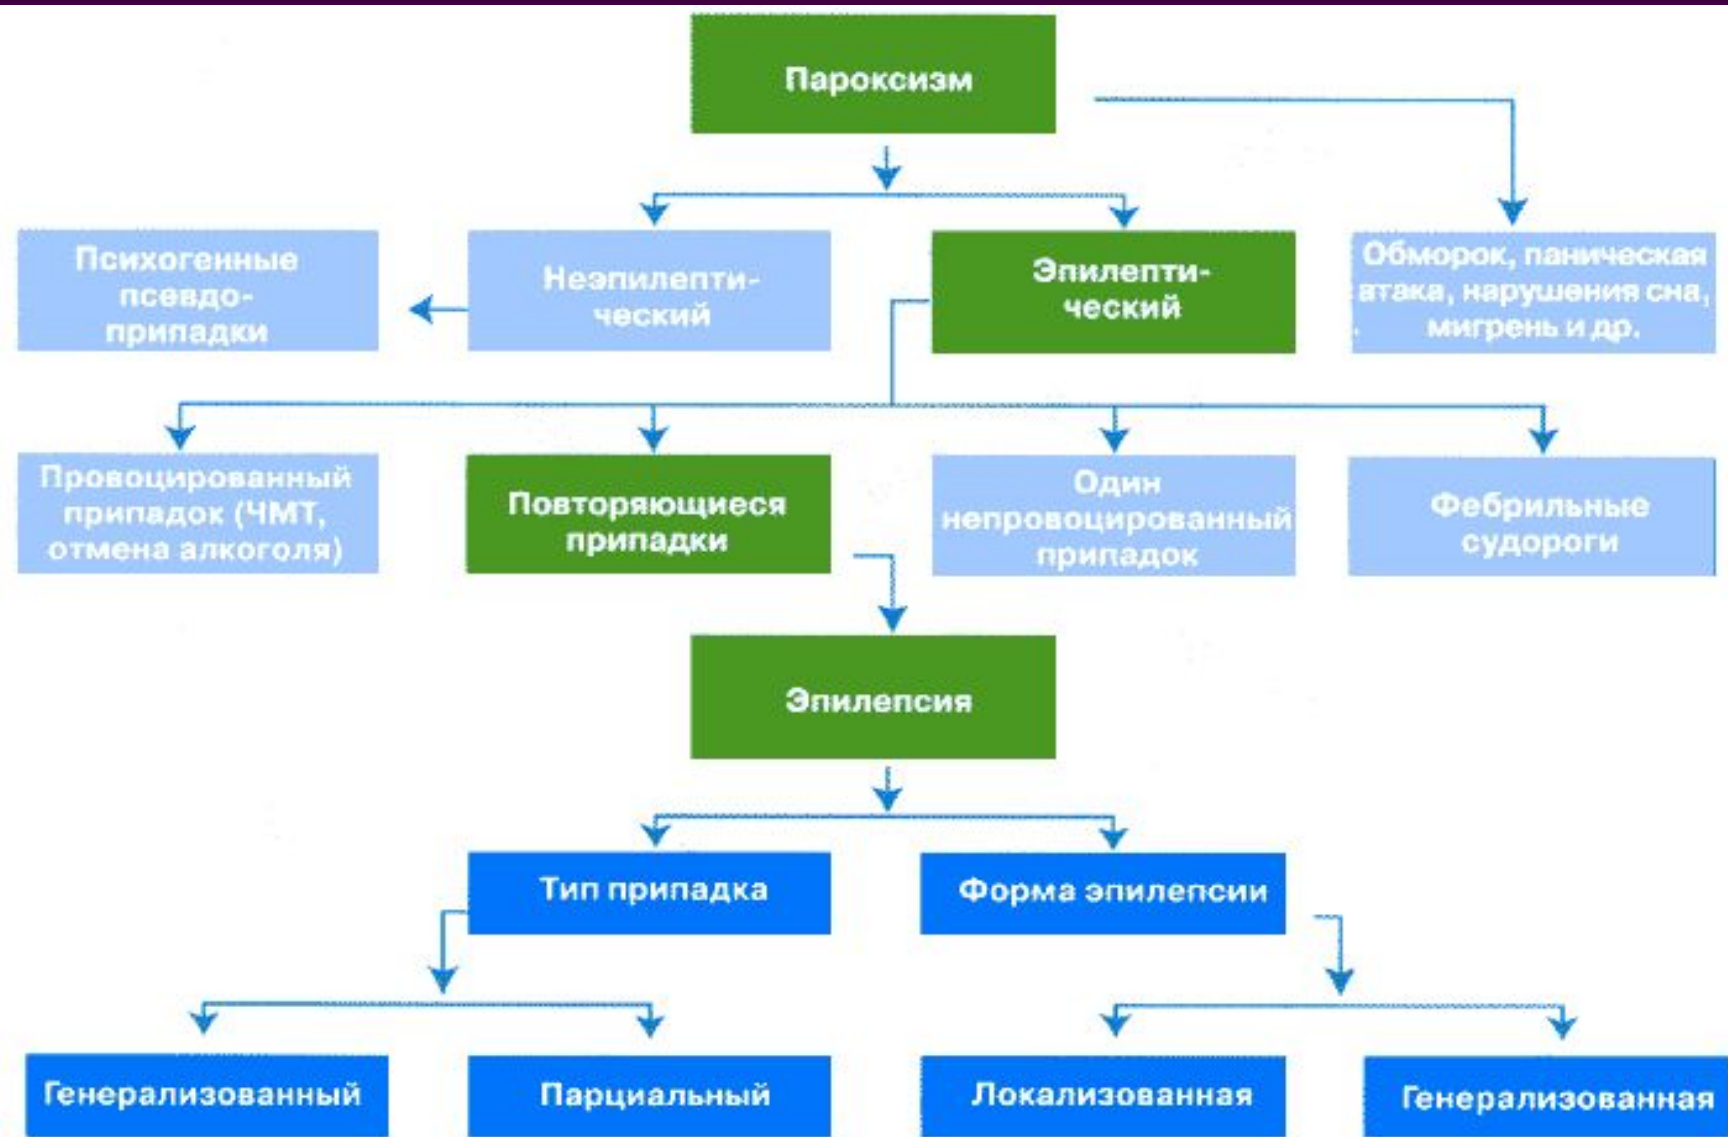 Пароксизм
Психогенные
псевдо-
припадки
Неэпилепти-
ческий
Эпилепти-
ческий
Обморок, паническая
атака, нарушения сна,
мигрень и др.
Провоцированный
припадок (ЧМТ,
отмена алкоголя)
Повторяющиеся
припадки
Один
непровоцированный
припадок
Фебрильные
судороги
Эпилепсия
Тип припадка
Форма эпилепсии
Генерализованный
Парциальный
Локализованная
Генерализованная